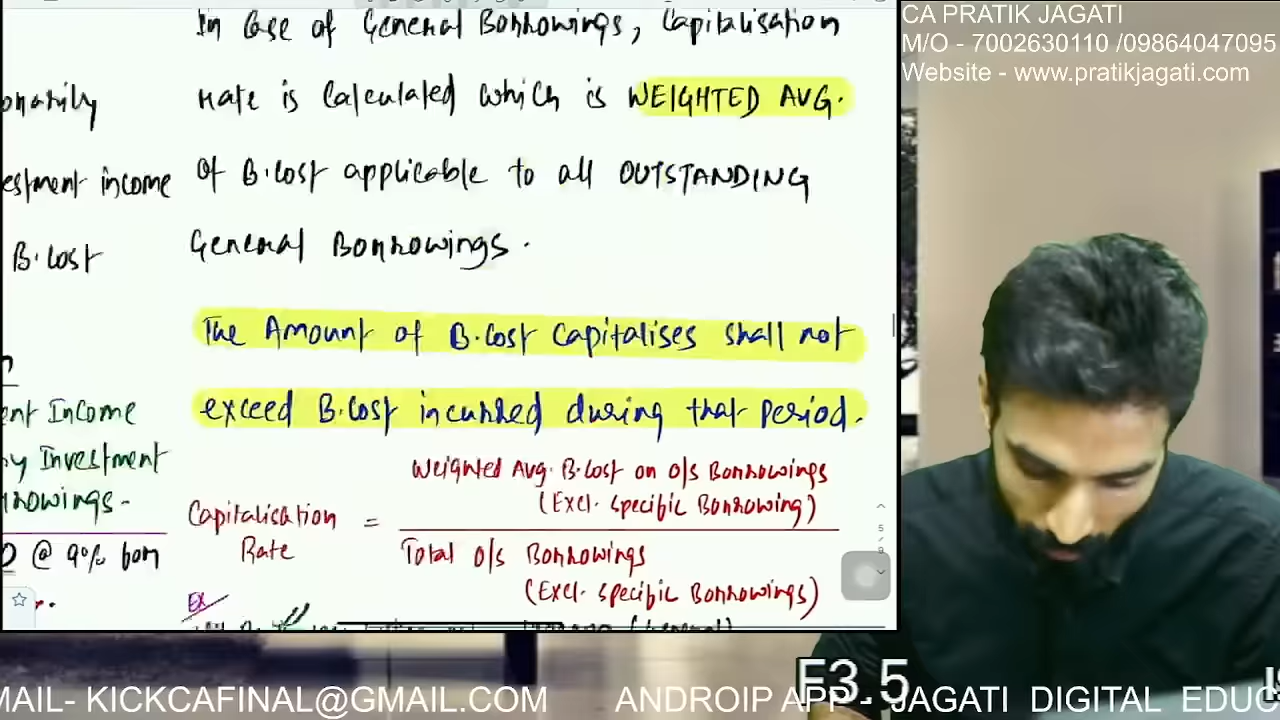 In Case of General Borrowings, Capitalisation
Rate is Calculated which is WEIGHTED AVG.
Of B.Cost applicable to all OUTSTANDING
General Borrowings.
The Amount of B.Cost Capitalises shall not
exceed B.Cost incurred during that period.
Capitalisation Rate =
Weighted Avg. B.Cost on o/s Borrowings
(Excl. specific Borrowing)
Total o/s Borrowings
(Excl. specific Borrowings)
Ex
onarily
estment income
B.Cost
ent Income
by Investment
rrowings.
@ 9% from
5
/
9
CA PRATIK JAGATI
M/O - 7002630110 /09864047095
Website - www.pratikjagati.com
F3.5
MAIL- KICKCAFINAL@GMAIL.COM ANDROIP APP - JAGATI DIGITAL EDUC